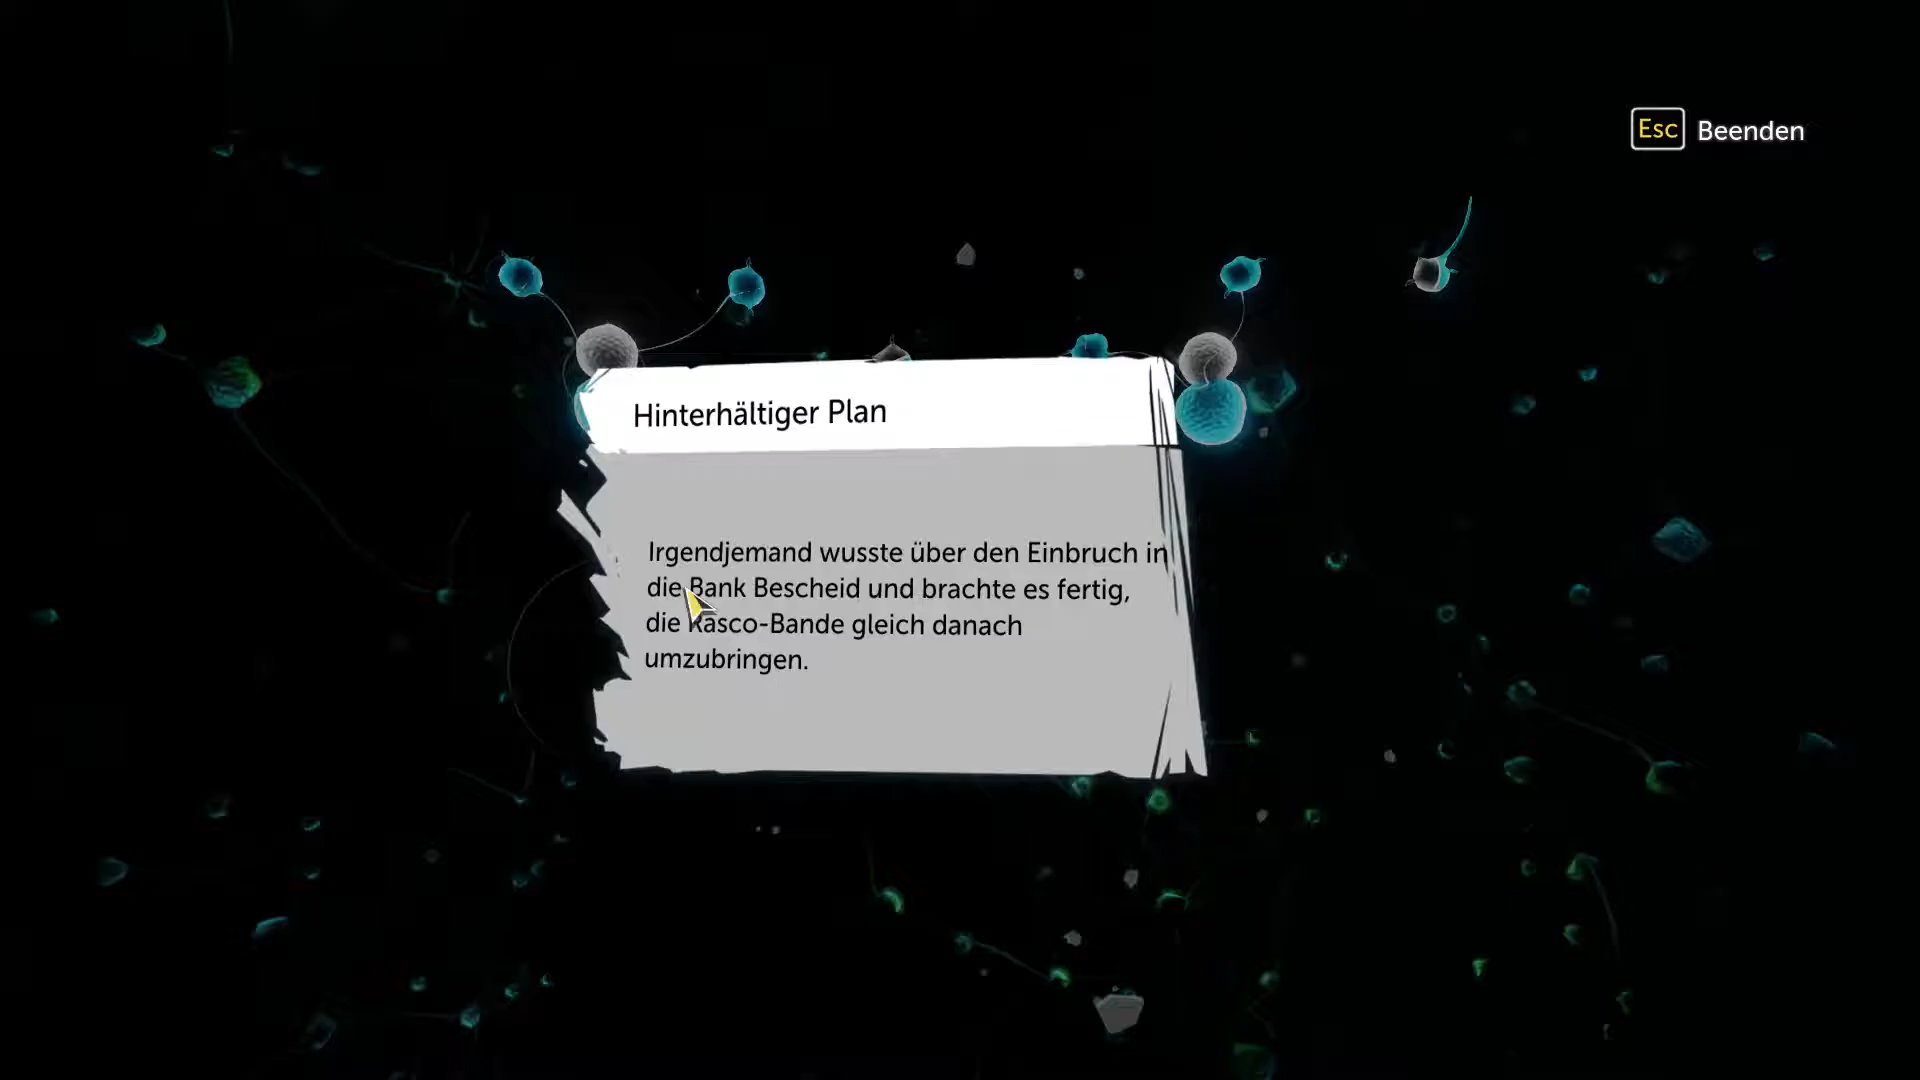 Esc Beenden
Hinterhältiger Plan
Irgendjemand wusste über den Einbruch in
die Bank Bescheid und brachte es fertig,
die Rasco-Bande gleich danach
umzubringen.